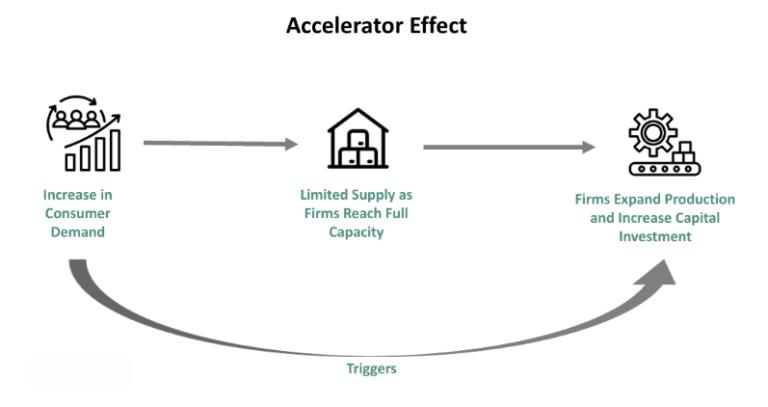 Accelerator Effect
Increase in
Consumer
Demand
Limited Supply as
Firms Reach Full
Capacity
Firms Expand Production
and Increase Capital
Investment
Triggers